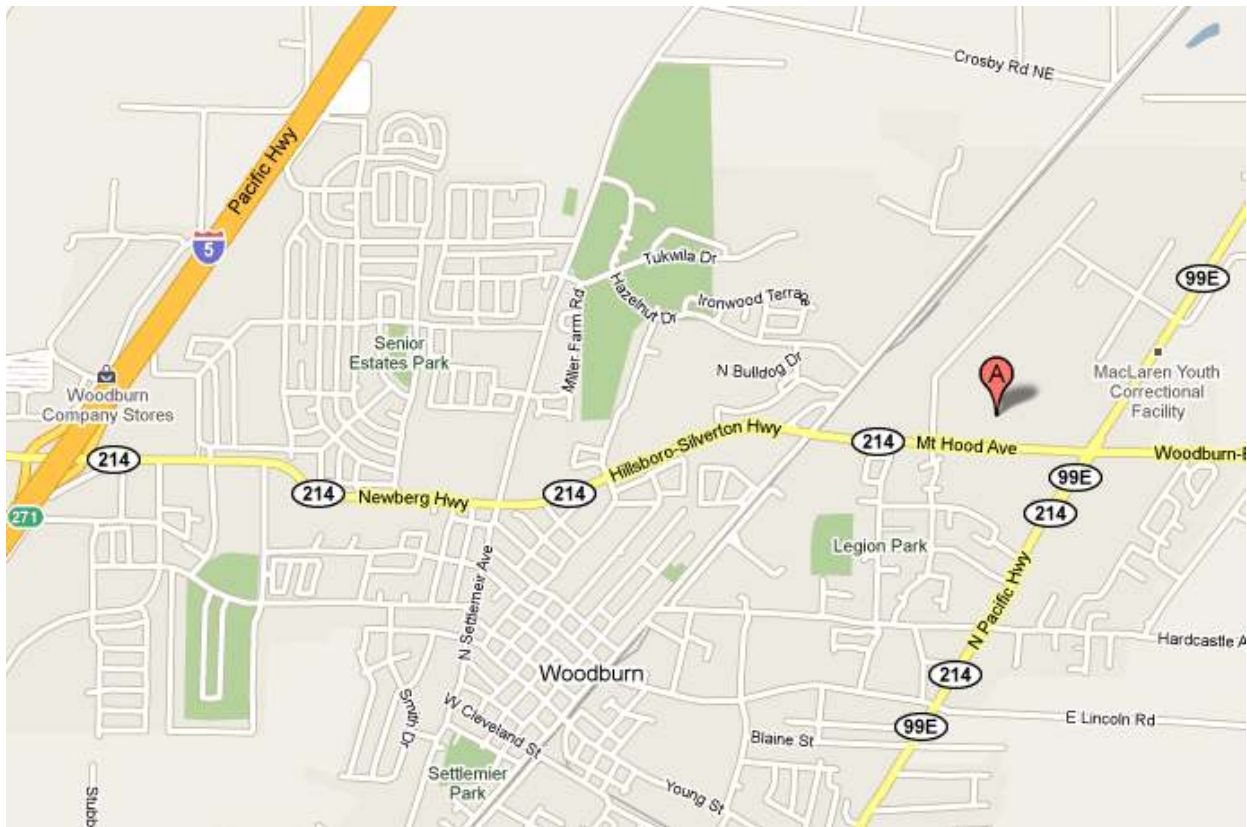 Crosby Rd NE
Pacific Hwy
5
Tukwila Dr
99E
Hazelnut Dr
Ironwood Terrace
Miller Farm Rd
Senior
Estates Park
N Bulldog Dr
MacLaren Youth
Correctional
Facility
A
Woodburn
Company Stores
214
214
Newberg Hwy
214
Hillsboro-Silverton Hwy
214
Mt Hood Ave
Woodburn-E
99E
214
271
Legion Park
N Settlemeir Ave
N Pacific Hwy
Hardcastle A
Woodburn
214
Smith Dr
W Cleveland St
99E
E Lincoln Rd
Blaine St
Settlemier
Park
Young St
Stubb